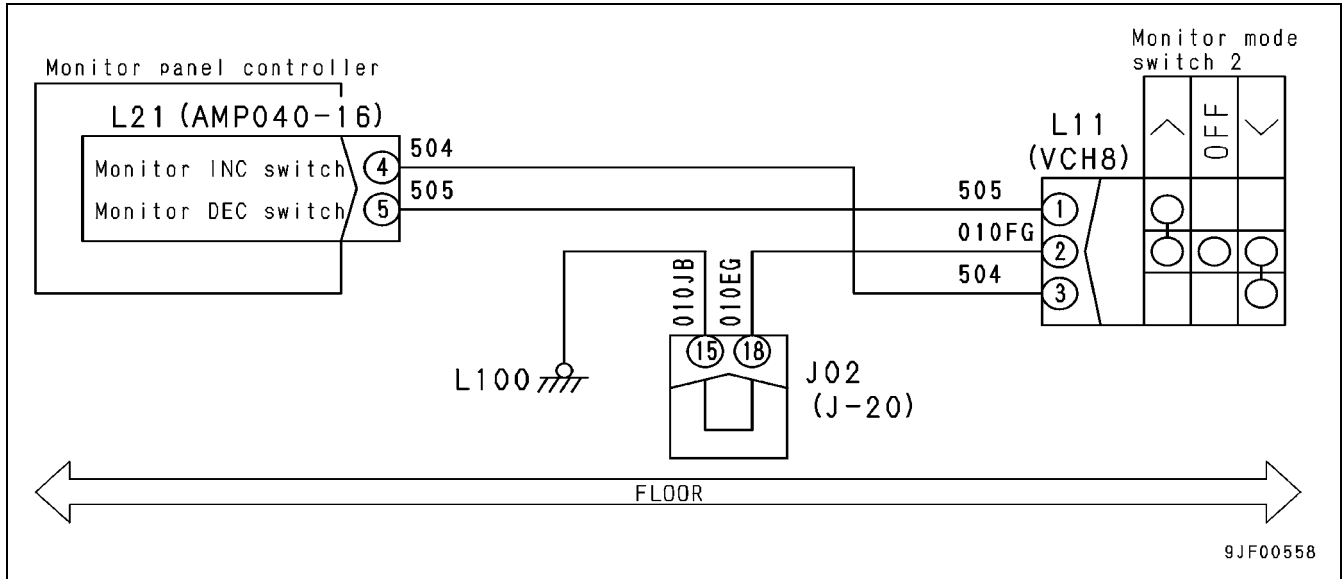 Monitor mode
switch 2
Monitor panel controller
L21 (AMP040-16)
> OFF <
L11
(VCH8)
Monitor INC switch 4 504
Monitor DEC switch 5 505
505 1
010FG 2
504 3
010JB
010EG
15 18
L100
J02
(J-20)
FLOOR
9JF00558